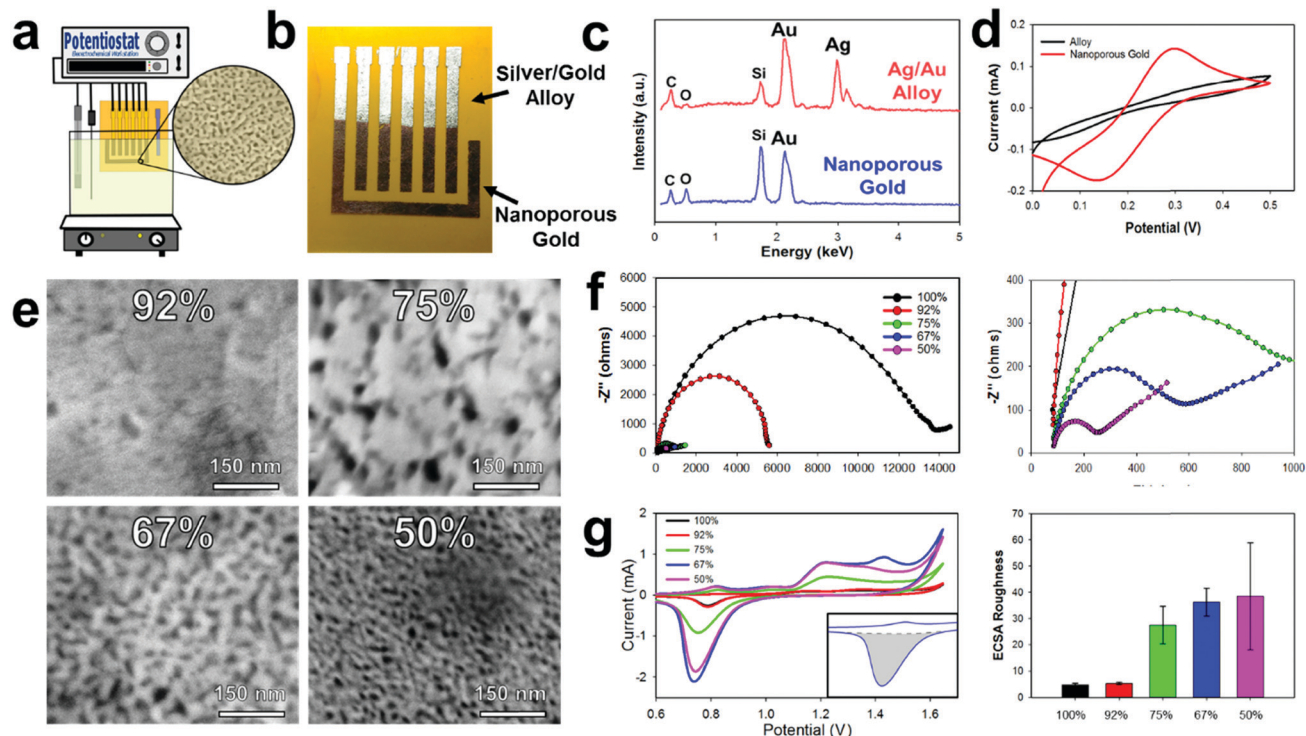 a
Potentiostat
Electrochemical Workstation
b
Silver/Gold
Alloy
Nanoporous
Gold
c
Intensity (a.u.)
C
O
Si
Au
Ag
Ag/Au
Alloy
C
O
Si
Au
Nanoporous
Gold
0
1
2
3
4
5
Energy (keV)
d
Alloy
Nanoporous Gold
Current (mA)
0.2
0.1
0.0
-0.1
-0.2
0.0
0.1
0.2
0.3
0.4
0.5
Potential (V)
e
92%
150 nm
75%
150 nm
67%
150 nm
50%
150 nm
f
-Z" (ohms)
6000
5000
4000
3000
2000
1000
0
100%
92%
75%
67%
50%
0 2000 4000 6000 8000 10000 12000 14000
-Z" (ohm s)
400
300
200
100
0
0 200 400 600 800 1000
g
Current (mA)
2
1
0
-1
-2
100%
92%
75%
67%
50%
0.6 0.8 1.0 1.2 1.4 1.6
Potential (V)
ECSA Roughness
70
60
50
40
30
20
10
0
100% 92% 75% 67% 50%